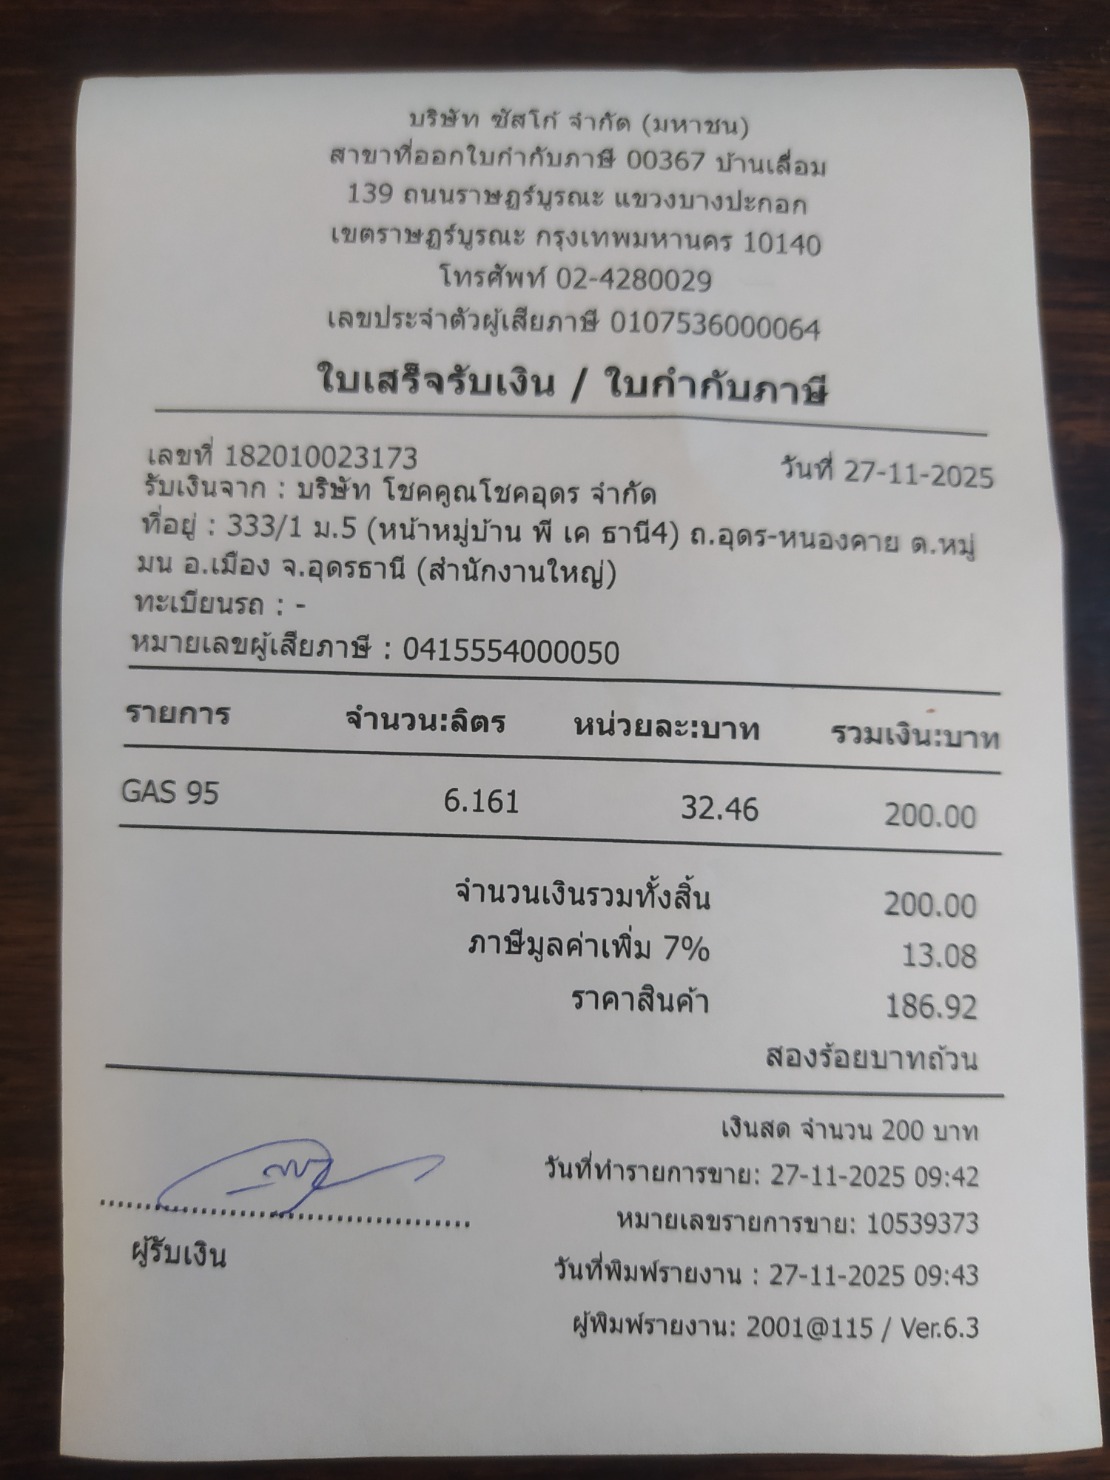 บริษัท ซัสโก้ จำกัด (มหาชน)
สาขาที่ออกใบกำกับภาษี 00367 บ้านเลื่อม
139 ถนนราษฎร์บูรณะ แขวงบางปะกอก
เขตราษฎร์บูรณะ กรุงเทพมหานคร 10140
โทรศัพท์ 02-4280029
เลขประจำตัวผู้เสียภาษี 0107536000064
ใบเสร็จรับเงิน / ใบกำกับภาษี
เลขที่ 182010023173 วันที่ 27-11-2025
รับเงินจาก : บริษัท โชคคูณโชคอุดร จำกัด
ที่อยู่ : 333/1 ม.5 (หน้าหมู่บ้าน พี เค ธานี4) ถ.อุดร-หนองคาย ต.หมู่
มน อ.เมือง จ.อุดรธานี (สำนักงานใหญ่)
ทะเบียนรถ : -
หมายเลขผู้เสียภาษี : 0415554000050
รายการ จำนวน:ลิตร หน่วยละ:บาท รวมเงิน:บาท
GAS 95 6.161 32.46 200.00
จำนวนเงินรวมทั้งสิ้น 200.00
ภาษีมูลค่าเพิ่ม 7% 13.08
ราคาสินค้า 186.92
สองร้อยบาทถ้วน
เงินสด จำนวน 200 บาท
วันที่ทำรายการขาย: 27-11-2025 09:42
หมายเลขรายการขาย: 10539373
ผู้รับเงิน
วันที่พิมพ์รายงาน : 27-11-2025 09:43
ผู้พิมพ์รายงาน: 2001@115 / Ver.6.3